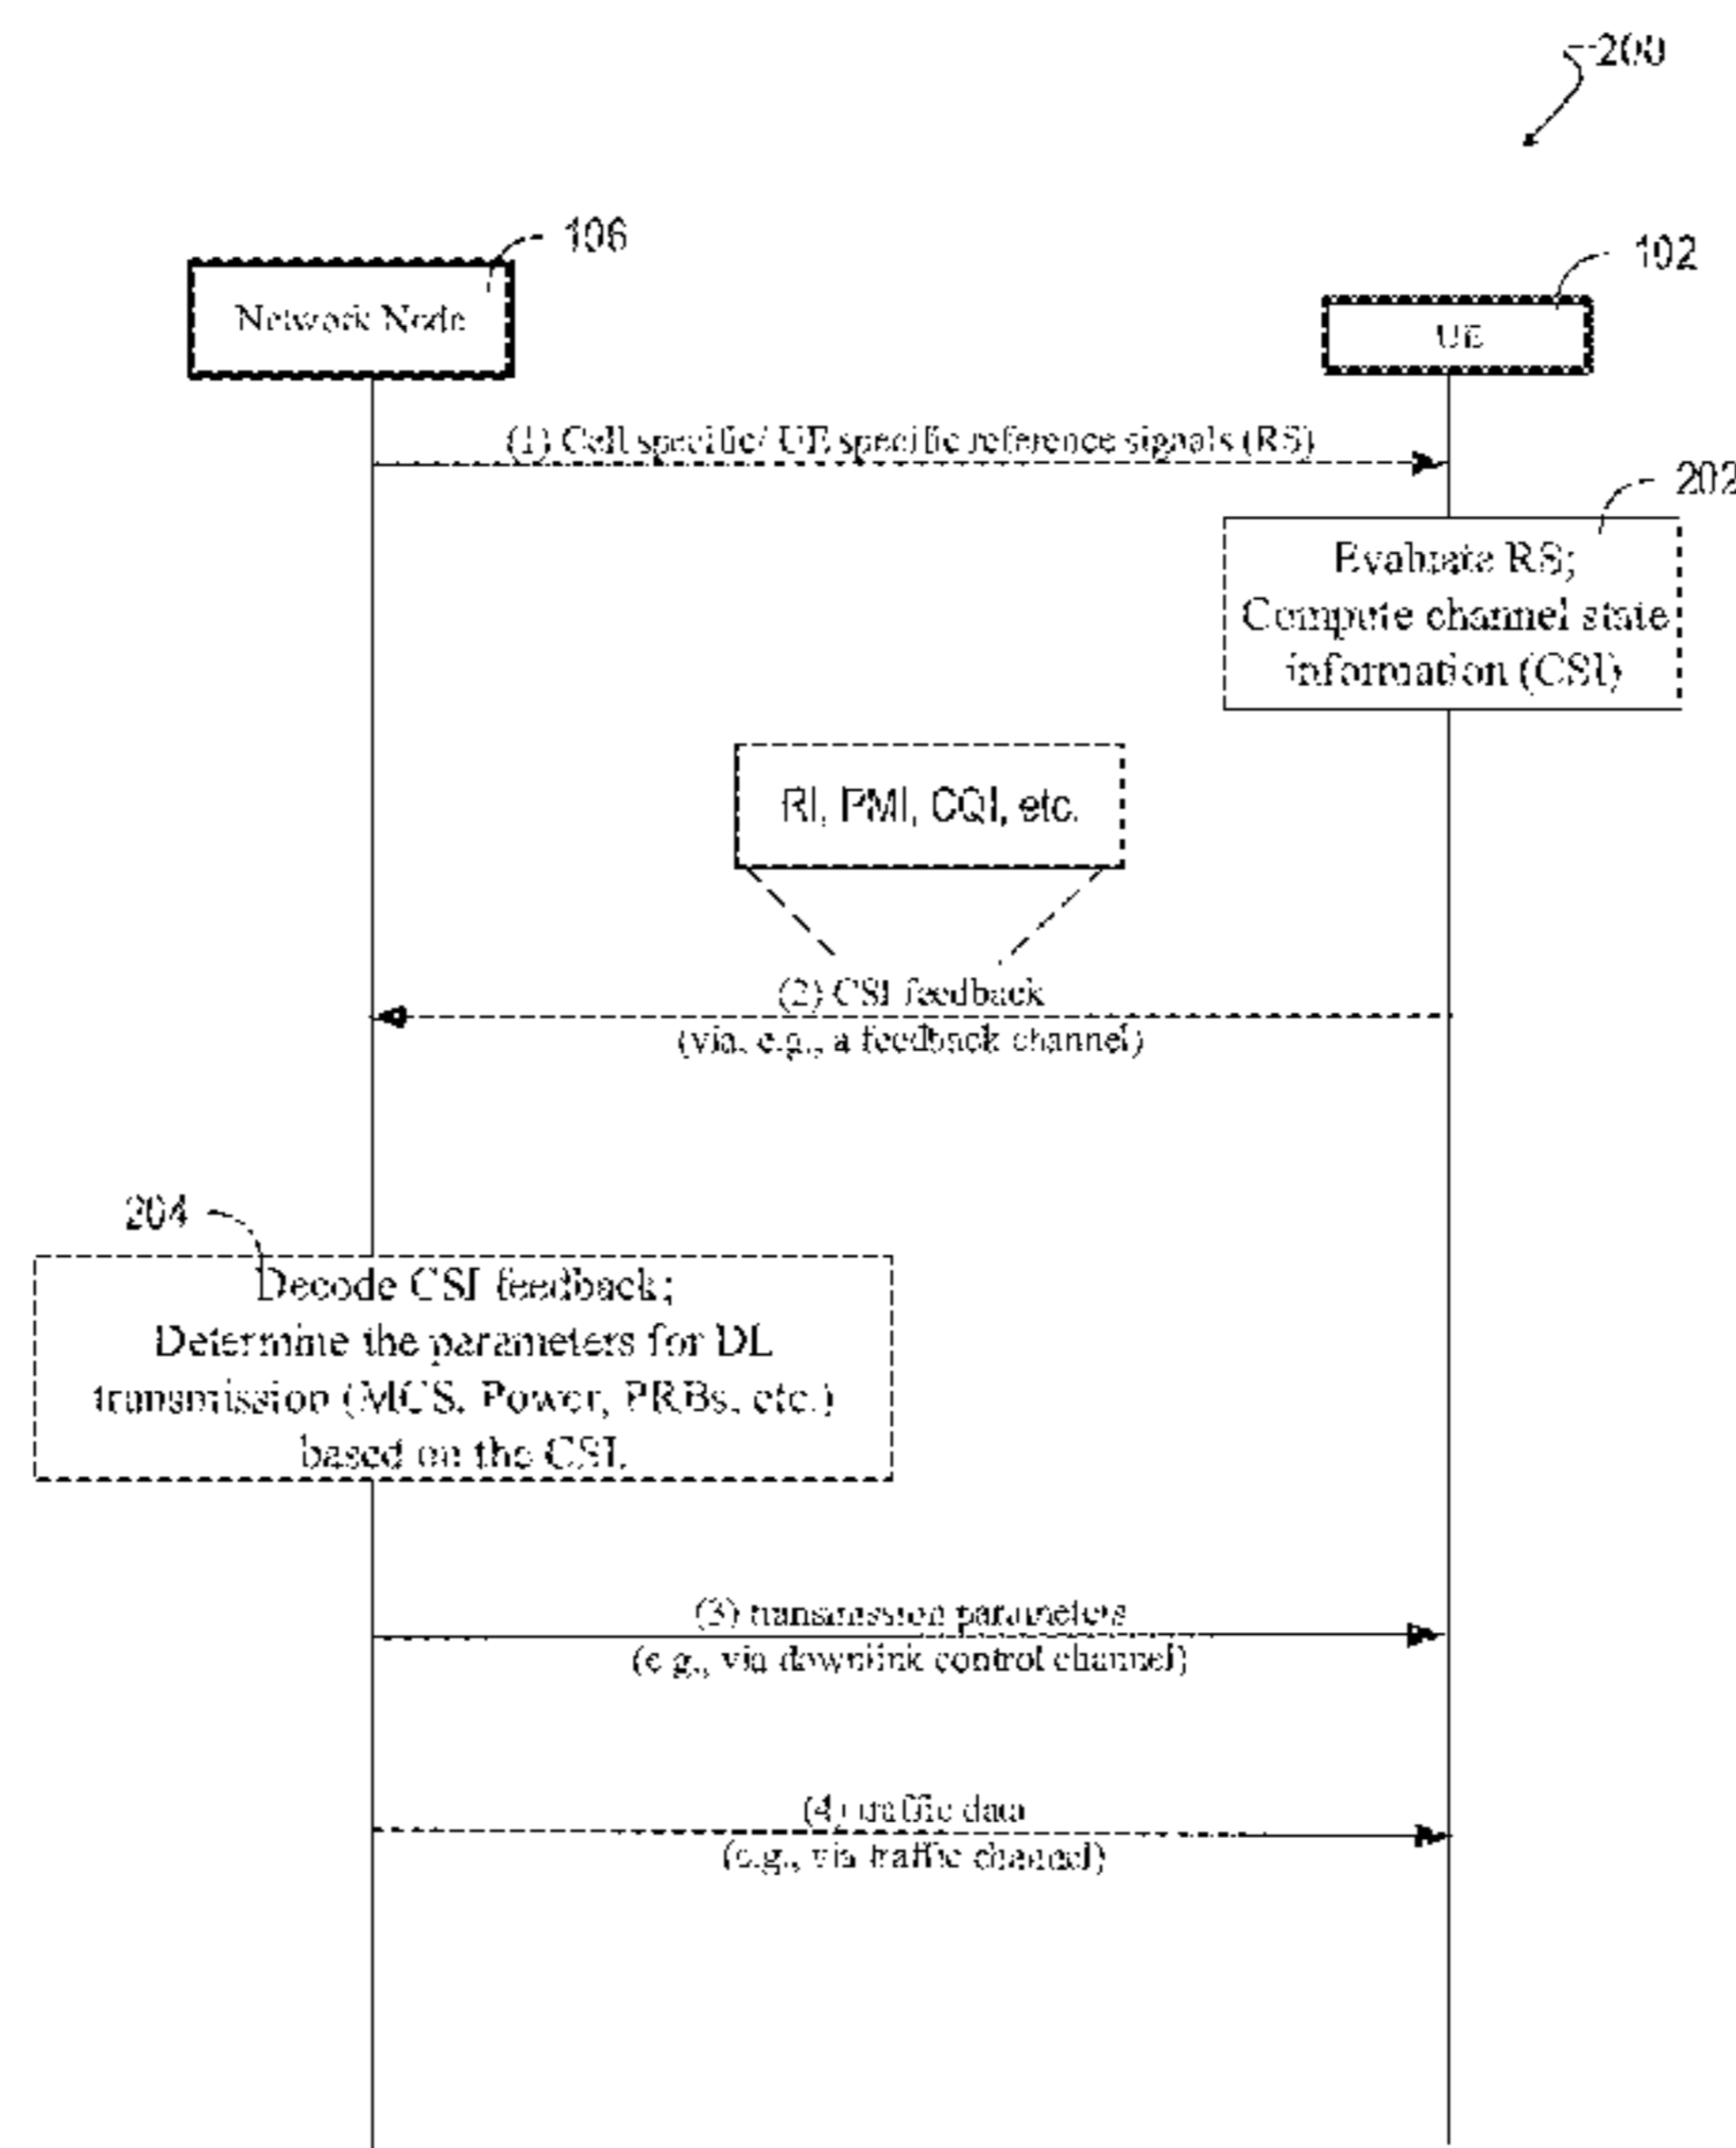 200
106
Network Node
102
UE
(1) Cell specific/ UE specific reference signals (RS)
202
Evaluate RS;
Compute channel state
information (CSI)
RI, PMI, CQI, etc.
(2) CSI feedback
(via, e.g., a feedback channel)
204
Decode CSI feedback;
Determine the parameters for DL
transmission (MCS, Power, PRBs, etc.)
based on the CSI.
(3) transmission parameters
(e.g., via downlink control channel)
(4) traffic data
(e.g., via traffic channel)